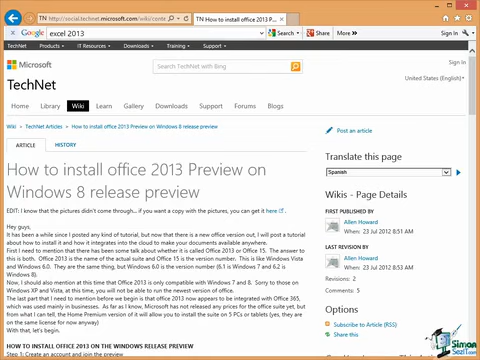 TN http://social.technet.microsoft.com/wiki/conte
TN How to install office 2013 P...
excel 2013
Search
Share
More »
Sign In
TechNet
Products
IT Resources
Downloads
Training
Support
Microsoft
Search TechNet with Bing
Sign In
United States (English)
TechNet
Home
Library
Wiki
Learn
Gallery
Downloads
Support
Forums
Blogs
Wiki » TechNet Articles » How to install office 2013 Preview on Windows 8 release preview
Post an article
ARTICLE
HISTORY
Translate this page
Spanish
How to install office 2013 Preview on
Windows 8 release preview
Wikis - Page Details
EDIT: I know that the pictures didn't come through... if you want a copy with the pictures, you can get it here .
FIRST PUBLISHED BY
Allen Howard
WHEN: 23 Jul 2012 8:51 AM
Hey guys.
It has been a while since I posted any kind of tutorial, but now that there is a new office version out, I will post a tutorial
about how to install it and how it integrates into the cloud to make your documents available anywhere.
First I need to mention that there has been some talk about whether it is called Office 2013 or Office 15. The answer to
this is both. Office 2013 is the name of the actual suite and Office 15 is the version number. This is like Windows Vista
and Windows 6.0. They are the same thing, but Windows 6.0 is the version number (6.1 is Windows 7 and 6.2 is
Windows 8).
Now, I should also mention at this time that Office 2013 is only compatible with Windows 7 and 8. Sorry to those on
Windows XP and Vista, at this time, you will not be able to run the newest version of office.
The last part that I need to mention before we begin is that office 2013 now appears to be integrated with Office 365,
which was used mainly in businesses. As far as I know, Microsoft has not released any prices for the office suites yet, but
from what I can tell, the Home Premium version of it will allow you to install the suite on 5 PCs or tablets (yes, they are
on the same license for now anyway)
With that, let's begin.
LAST REVISION BY
Allen Howard
WHEN: 23 Jul 2012 8:53 AM
Revisions: 2
Comments: 5
Options
Subscribe to Article (RSS)
Share this
HOW TO INSTALL OFFICE 2013 ON THE WINDOWS RELEASE PREVIEW
Step 1: Create an account and join the preview
Simon
SezIT.com